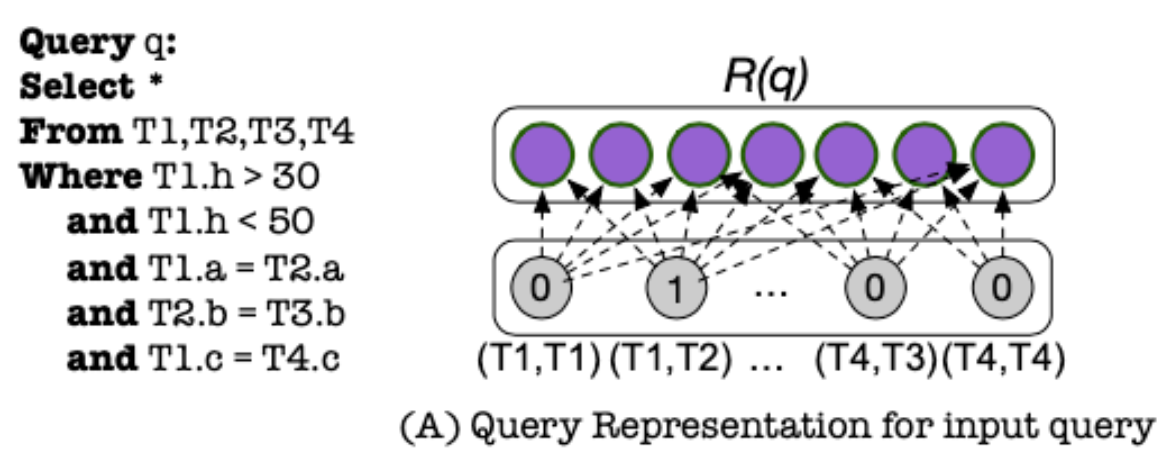 Query q:
Select *
From T1,T2,T3,T4
Where T1.h > 30
and T1.h < 50
and T1.a = T2.a
and T2.b = T3.b
and T1.c = T4.c
R(q)
0 1 ... 0 0
(T1,T1) (T1,T2) ... (T4,T3) (T4,T4)
(A) Query Representation for input query